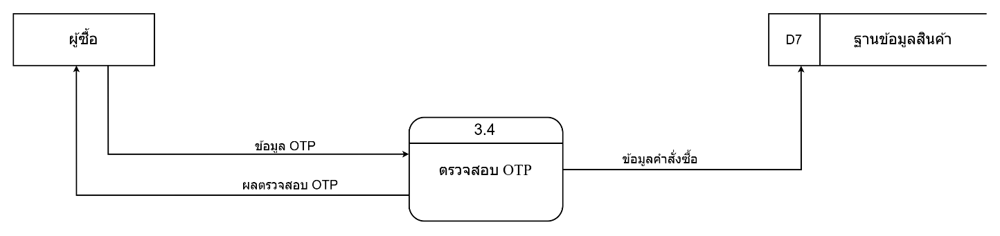 ผู้ซื้อ
D7
ฐานข้อมูลสินค้า
3.4
ตรวจสอบ OTP
ข้อมูล OTP
ผลตรวจสอบ OTP
ข้อมูลคำสั่งซื้อ